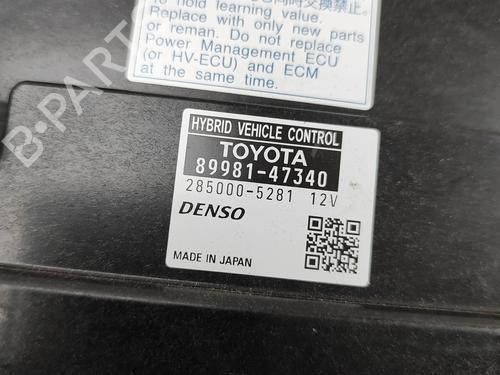 to hold learning value.
Replace with only new parts
or reman. Do not replace
Power Management ECU
(or HV-ECU) and ECM
at the same time.
HYBRID VEHICLE CONTROL
TOYOTA
89981-47340
285000-5281 12V
DENSO
MADE IN JAPAN
B-PARTS